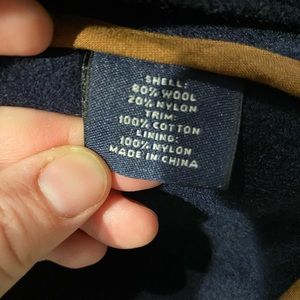 SHELL:
80% WOOL
20% NYLON
TRIM:
100% COTTON
LINING:
100% NYLON
MADE IN CHINA